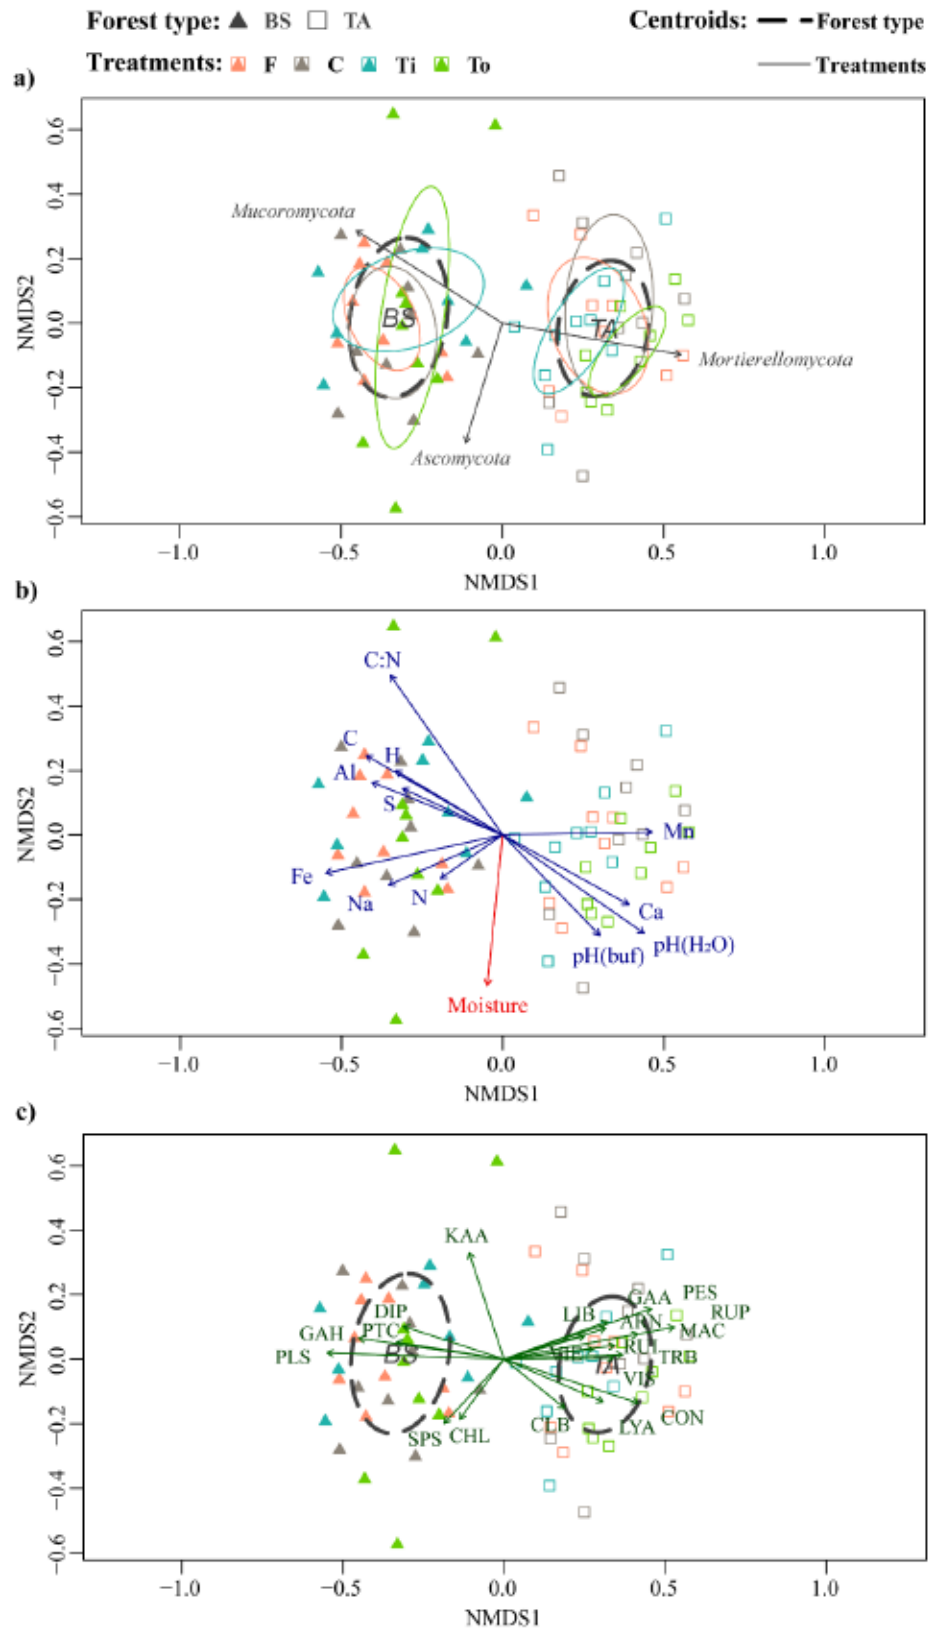 Forest type: BS TA Centroids: Forest type
Treatments: F C Ti To Treatments
a)
0.6
0.4
0.2
0.0
−0.2
−0.4
−0.6
NMDS2
Mucoromycota
BS
TA
Mortierellomycota
Ascomycota
−1.0 −0.5 0.0 0.5 1.0
NMDS1
b)
0.6
0.4
0.2
0.0
−0.2
−0.4
−0.6
NMDS2
C:N
C
H
Al
S
Mn
Fe
Na
N
Ca
pH(H₂O)
pH(buf)
Moisture
−1.0 −0.5 0.0 0.5 1.0
NMDS1
c)
0.6
0.4
0.2
0.0
−0.2
−0.4
−0.6
NMDS2
KAA
GAA PES
DIP LIB RUP
GAH PTC ARN MAC
BS RUI
PLS TRB
TA
VIS
SPS CHL CLB LYA CON
−1.0 −0.5 0.0 0.5 1.0
NMDS1